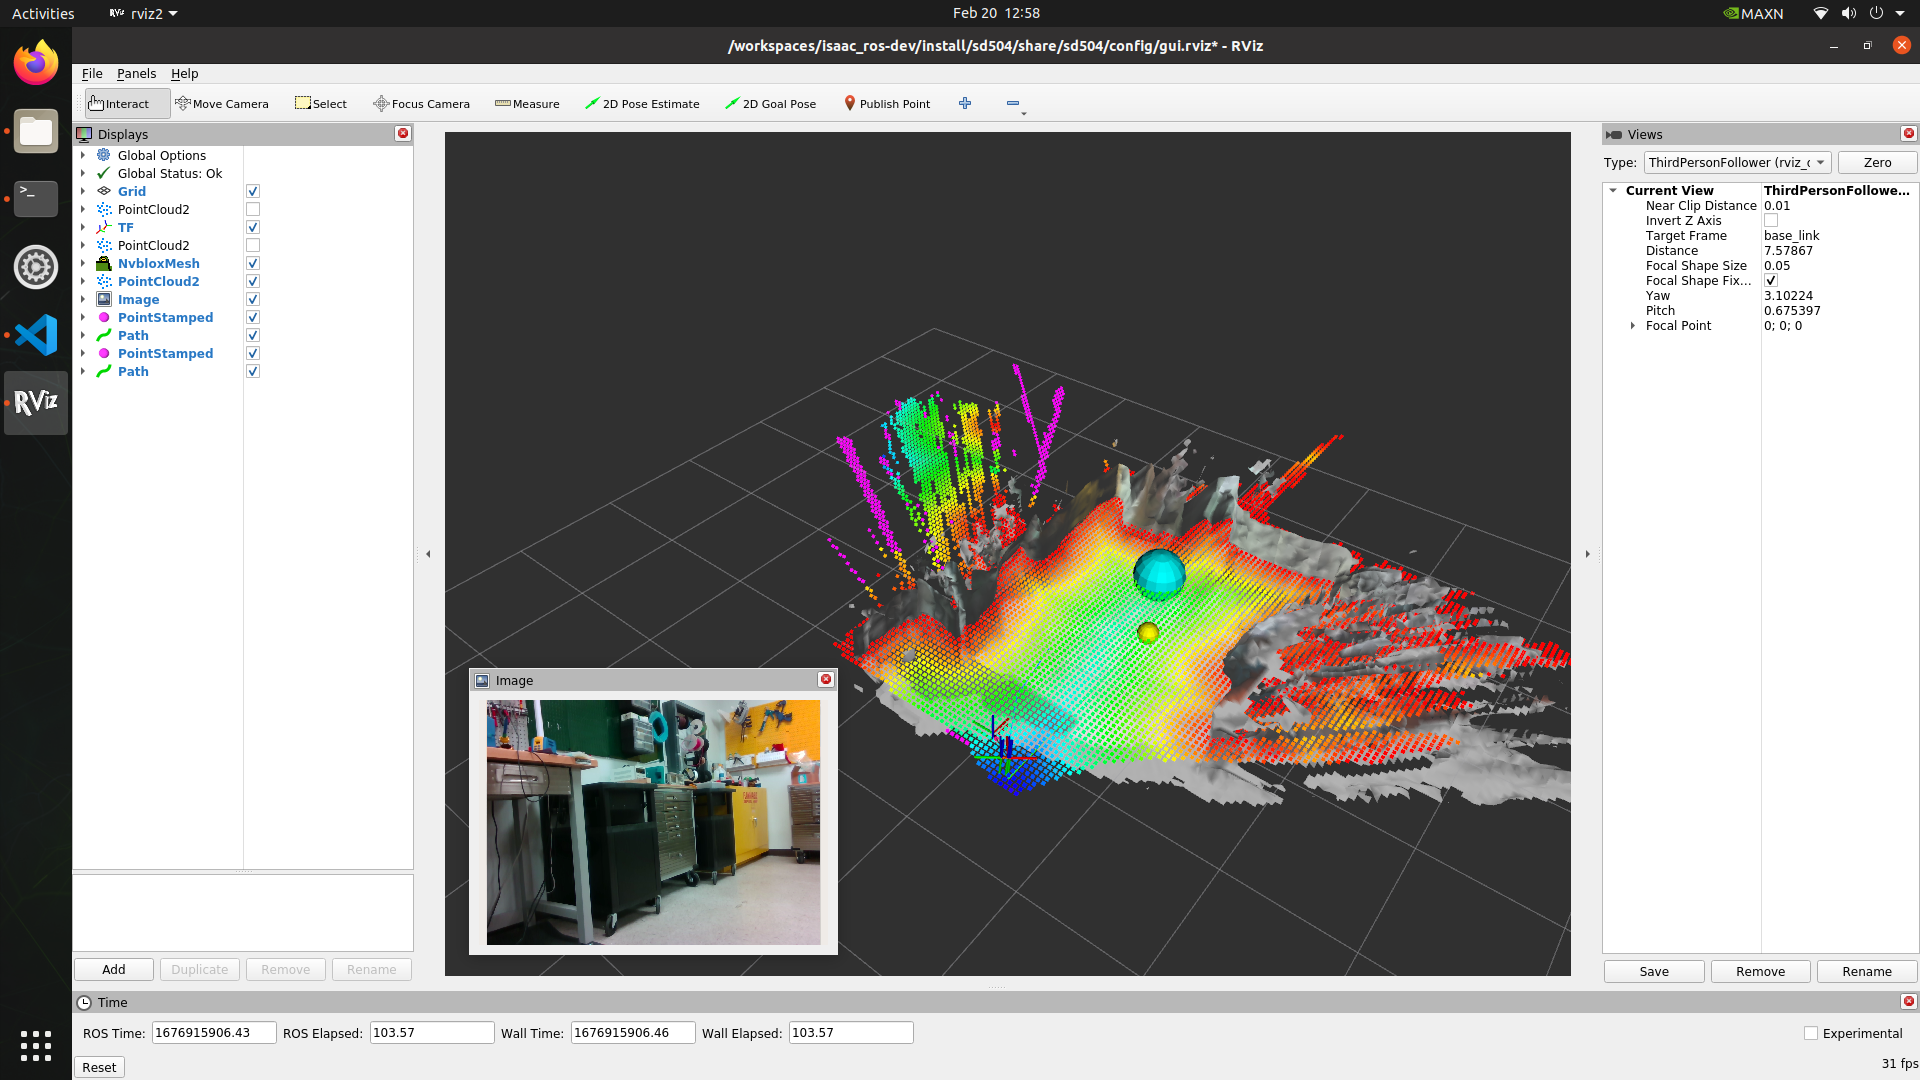 Activities
rviz2
Feb 20 12:58
MAXN
/workspaces/isaac_ros-dev/install/sd504/share/sd504/config/gui.rviz* - RViz
File Panels Help
Interact
Move Camera
Select
Focus Camera
Measure
2D Pose Estimate
2D Goal Pose
Publish Point
Displays
Global Options
Global Status: Ok
Grid
PointCloud2
TF
PointCloud2
NvbloxMesh
PointCloud2
Image
PointStamped
Path
PointStamped
Path
RViz
Add
Duplicate
Remove
Rename
Image
Views
Type: ThirdPersonFollower (rviz_
Zero
Current View ThirdPersonFollowe...
Near Clip Distance 0.01
Invert Z Axis
Target Frame base_link
Distance 7.57867
Focal Shape Size 0.05
Focal Shape Fix...
Yaw 3.10224
Pitch 0.675397
Focal Point 0; 0; 0
Save
Remove
Rename
Time
ROS Time: 1676915906.43 ROS Elapsed: 103.57 Wall Time: 1676915906.46 Wall Elapsed: 103.57
Experimental
Reset
31 fps